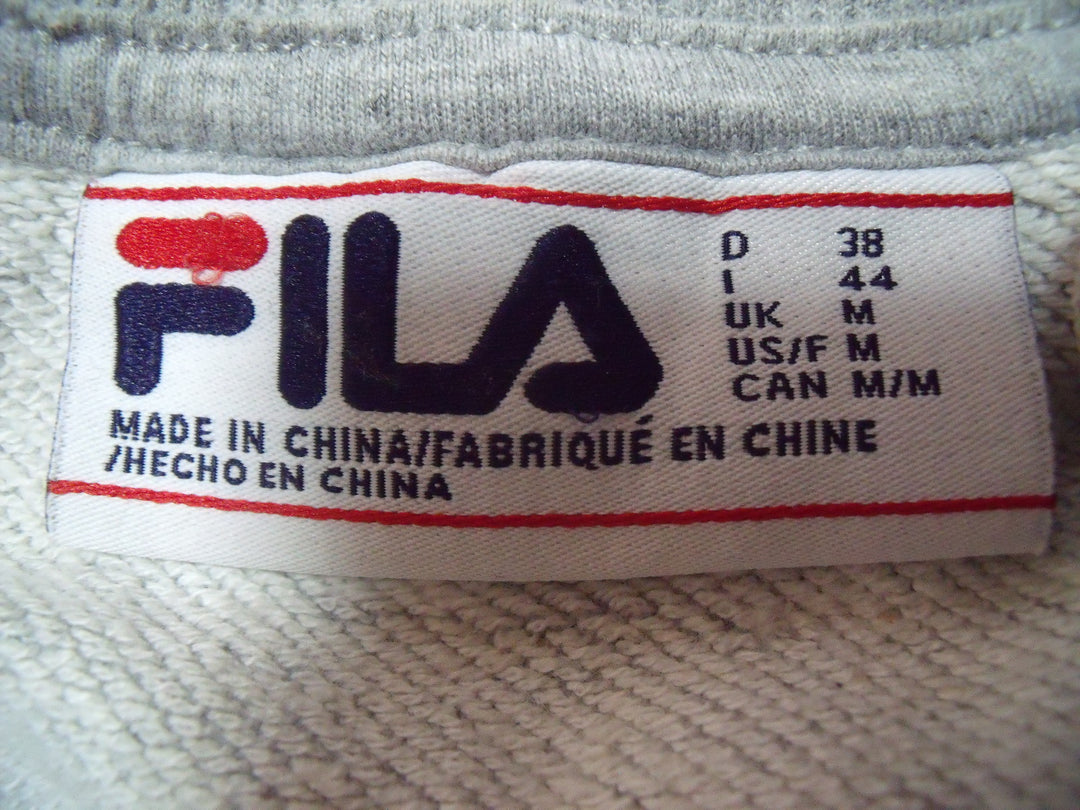 FILA
D 38
I 44
UK M
US/F M
CAN M/M
MADE IN CHINA/FABRIQUÉ EN CHINE
/HECHO EN CHINA